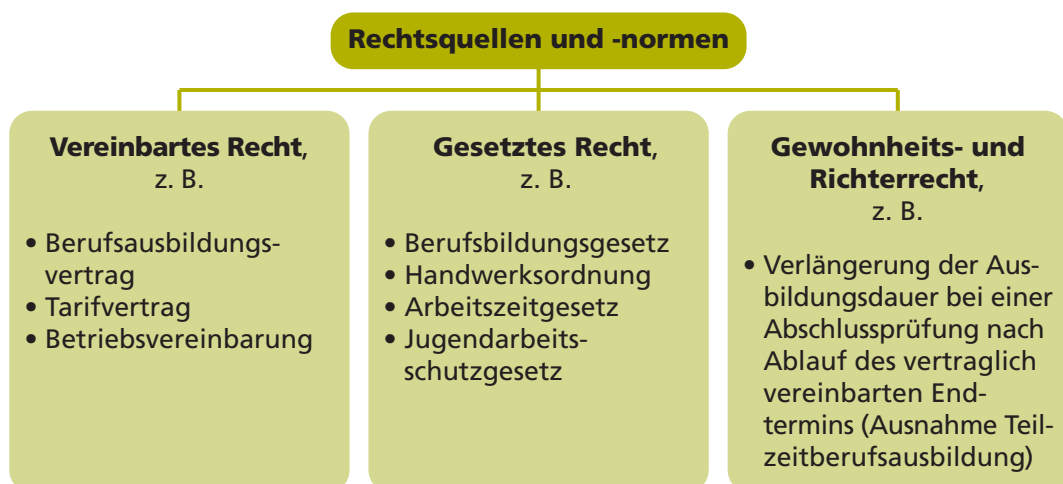 Rechtsquellen und -normen
Vereinbartes Recht,
z. B.
• Berufsausbildungs-
vertrag
• Tarifvertrag
• Betriebsvereinbarung
Gesetztes Recht,
z. B.
• Berufsbildungsgesetz
• Handwerksordnung
• Arbeitszeitgesetz
• Jugendarbeits-
schutzgesetz
Gewohnheits- und
Richterrecht,
z. B.
• Verlängerung der Aus-
bildungsdauer bei einer
Abschlussprüfung nach
Ablauf des vertraglich
vereinbarten End-
termins (Ausnahme Teil-
zeitberufsausbildung)